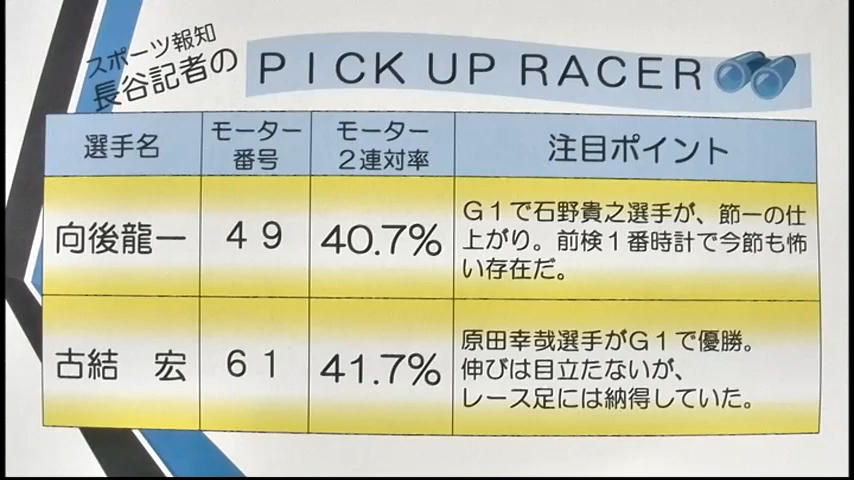 スポーツ報知
長谷記者の
ＰＩＣＫ ＵＰ ＲＡＣＥＲ
選手名
モーター
番号
モーター
２連対率
注目ポイント
向後龍一
４９
40.7%
Ｇ１で石野貴之選手が、節一の仕
上がり。前検１番時計で今節も怖
い存在だ。
古結　宏
６１
41.7%
原田幸哉選手がＧ１で優勝。
伸びは目立たないが、
レース足には納得していた。